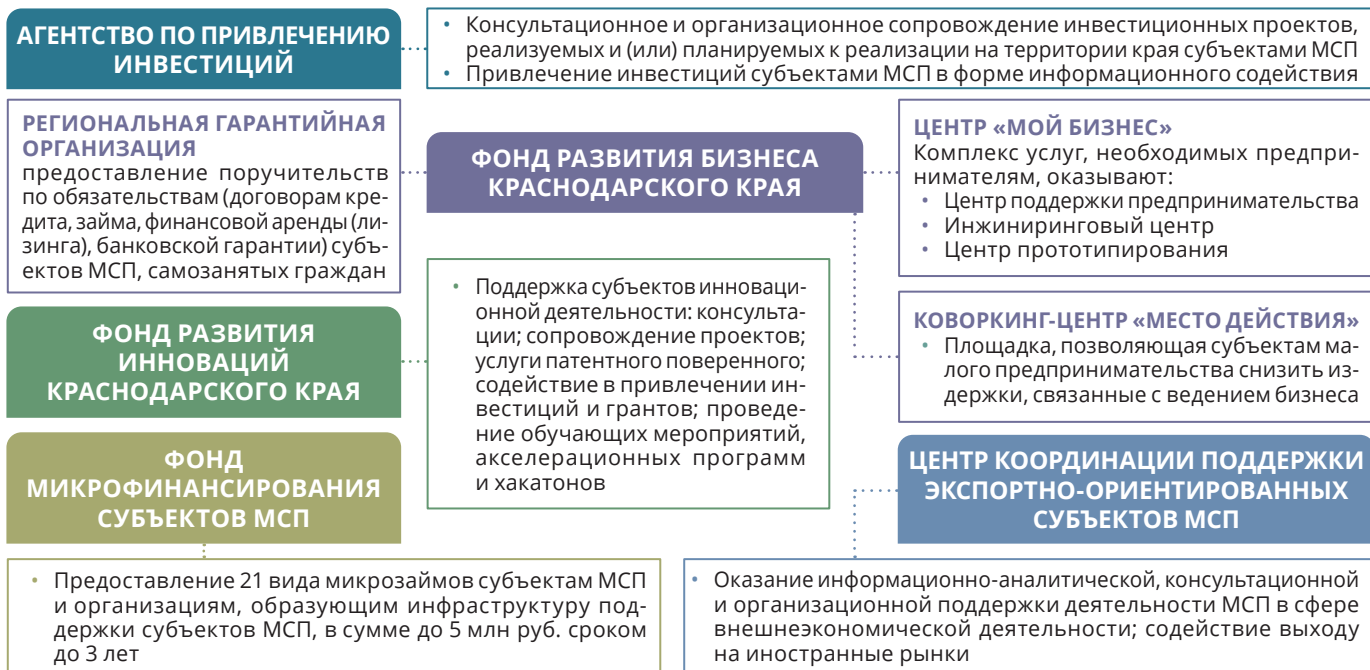 АГЕНТСТВО ПО ПРИВЛЕЧЕНИЮ
ИНВЕСТИЦИЙ
• Консультационное и организационное сопровождение инвестиционных проектов,
реализуемых и (или) планируемых к реализации на территории края субъектами МСП
• Привлечение инвестиций субъектами МСП в форме информационного содействия
РЕГИОНАЛЬНАЯ ГАРАНТИЙНАЯ
ОРГАНИЗАЦИЯ
предоставление поручительств
по обязательствам (договорам кре-
дита, займа, финансовой аренды (ли-
зинга), банковской гарантии) субъ-
ектов МСП, самозанятых граждан
ФОНД РАЗВИТИЯ БИЗНЕСА
КРАСНОДАРСКОГО КРАЯ
ЦЕНТР «МОЙ БИЗНЕС»
Комплекс услуг, необходимых предпри-
нимателям, оказывают:
• Центр поддержки предпринимательства
• Инжиниринговый центр
• Центр прототипирования
КОВОРКИНГ-ЦЕНТР «МЕСТО ДЕЙСТВИЯ»
• Площадка, позволяющая субъектам ма-
лого предпринимательства снизить из-
держки, связанные с ведением бизнеса
ФОНД РАЗВИТИЯ
ИННОВАЦИЙ
КРАСНОДАРСКОГО КРАЯ
• Поддержка субъектов инноваци-
онной деятельности: консульта-
ции; сопровождение проектов;
услуги патентного поверенного;
содействие в привлечении ин-
вестиций и грантов; проведе-
ние обучающих мероприятий,
акселерационных программ
и хакатонов
ФОНД
МИКРОФИНАНСИРОВАНИЯ
СУБЪЕКТОВ МСП
• Предоставление 21 вида микрозаймов субъектам МСП
и организациям, образующим инфраструктуру под-
держки субъектов МСП, в сумме до 5 млн руб. сроком
до 3 лет
ЦЕНТР КООРДИНАЦИИ ПОДДЕРЖКИ
ЭКСПОРТНО-ОРИЕНТИРОВАННЫХ
СУБЪЕКТОВ МСП
• Оказание информационно-аналитической, консультационной
и организационной поддержки деятельности МСП в сфере
внешнеэкономической деятельности; содействие выходу
на иностранные рынки